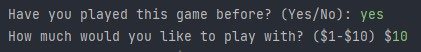 Have you played this game before? (Yes/No): yes
How much would you like to play with? ($1-$10) $10